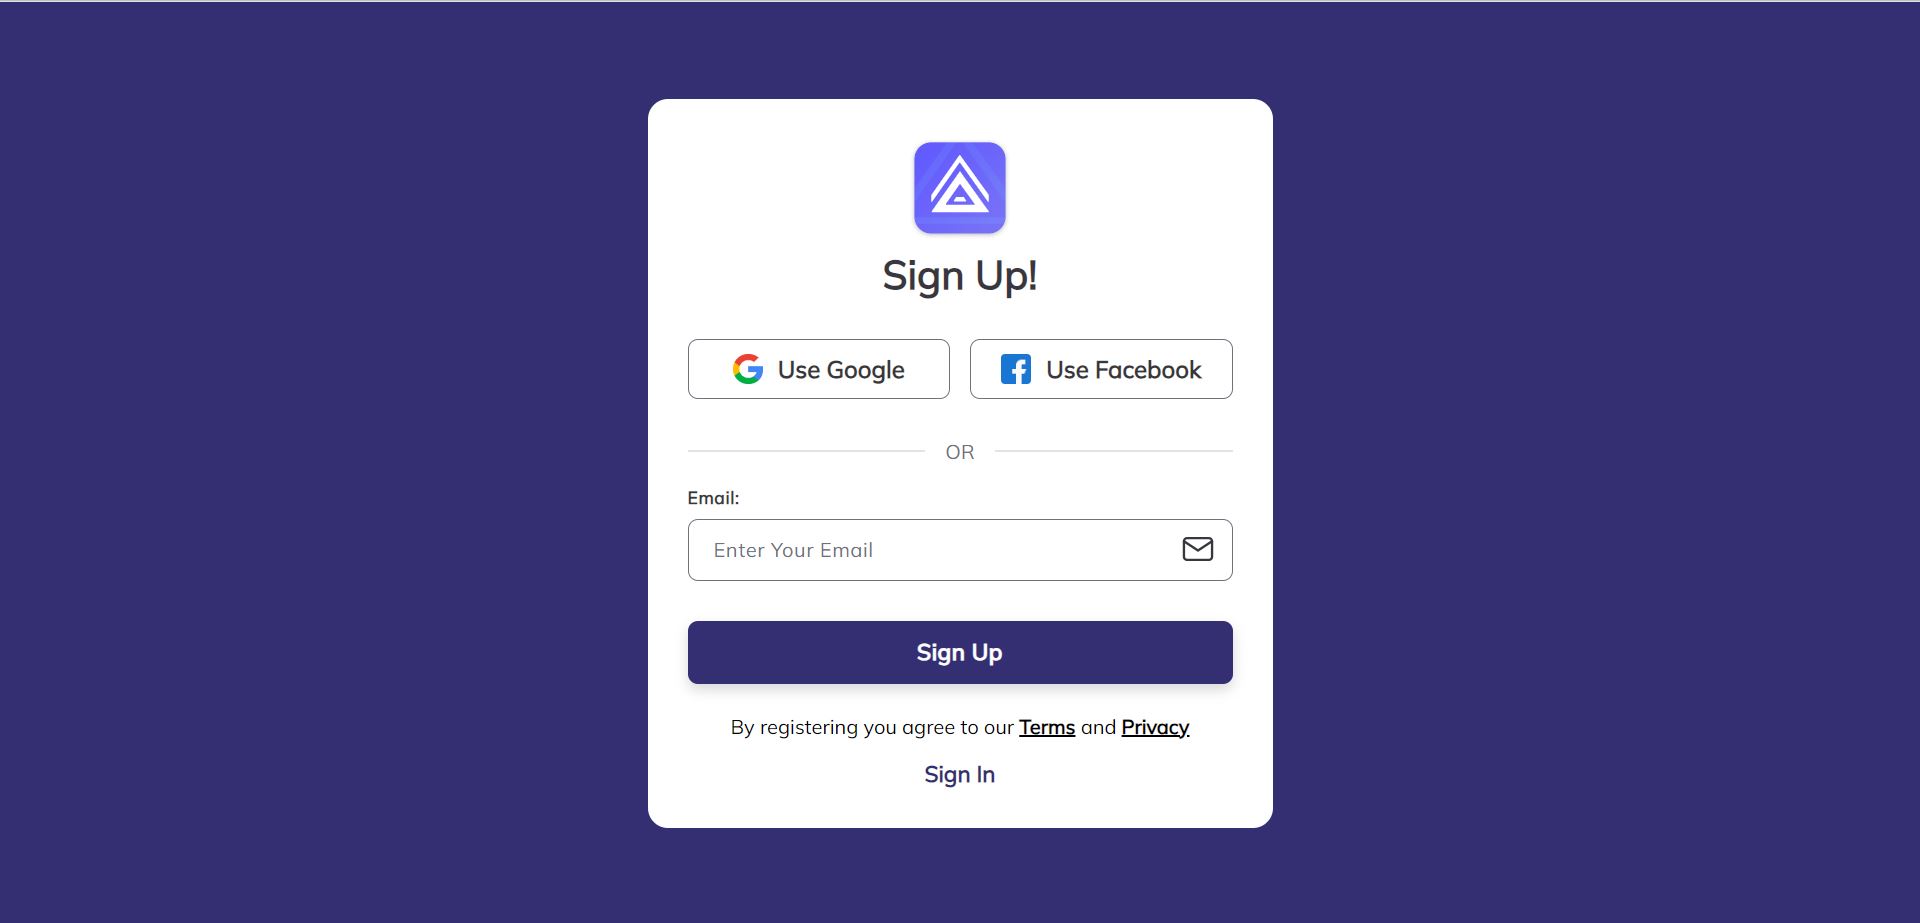 Sign Up!
Use Google
Use Facebook
OR
Email:
Enter Your Email
Sign Up
By registering you agree to our Terms and Privacy
Sign In